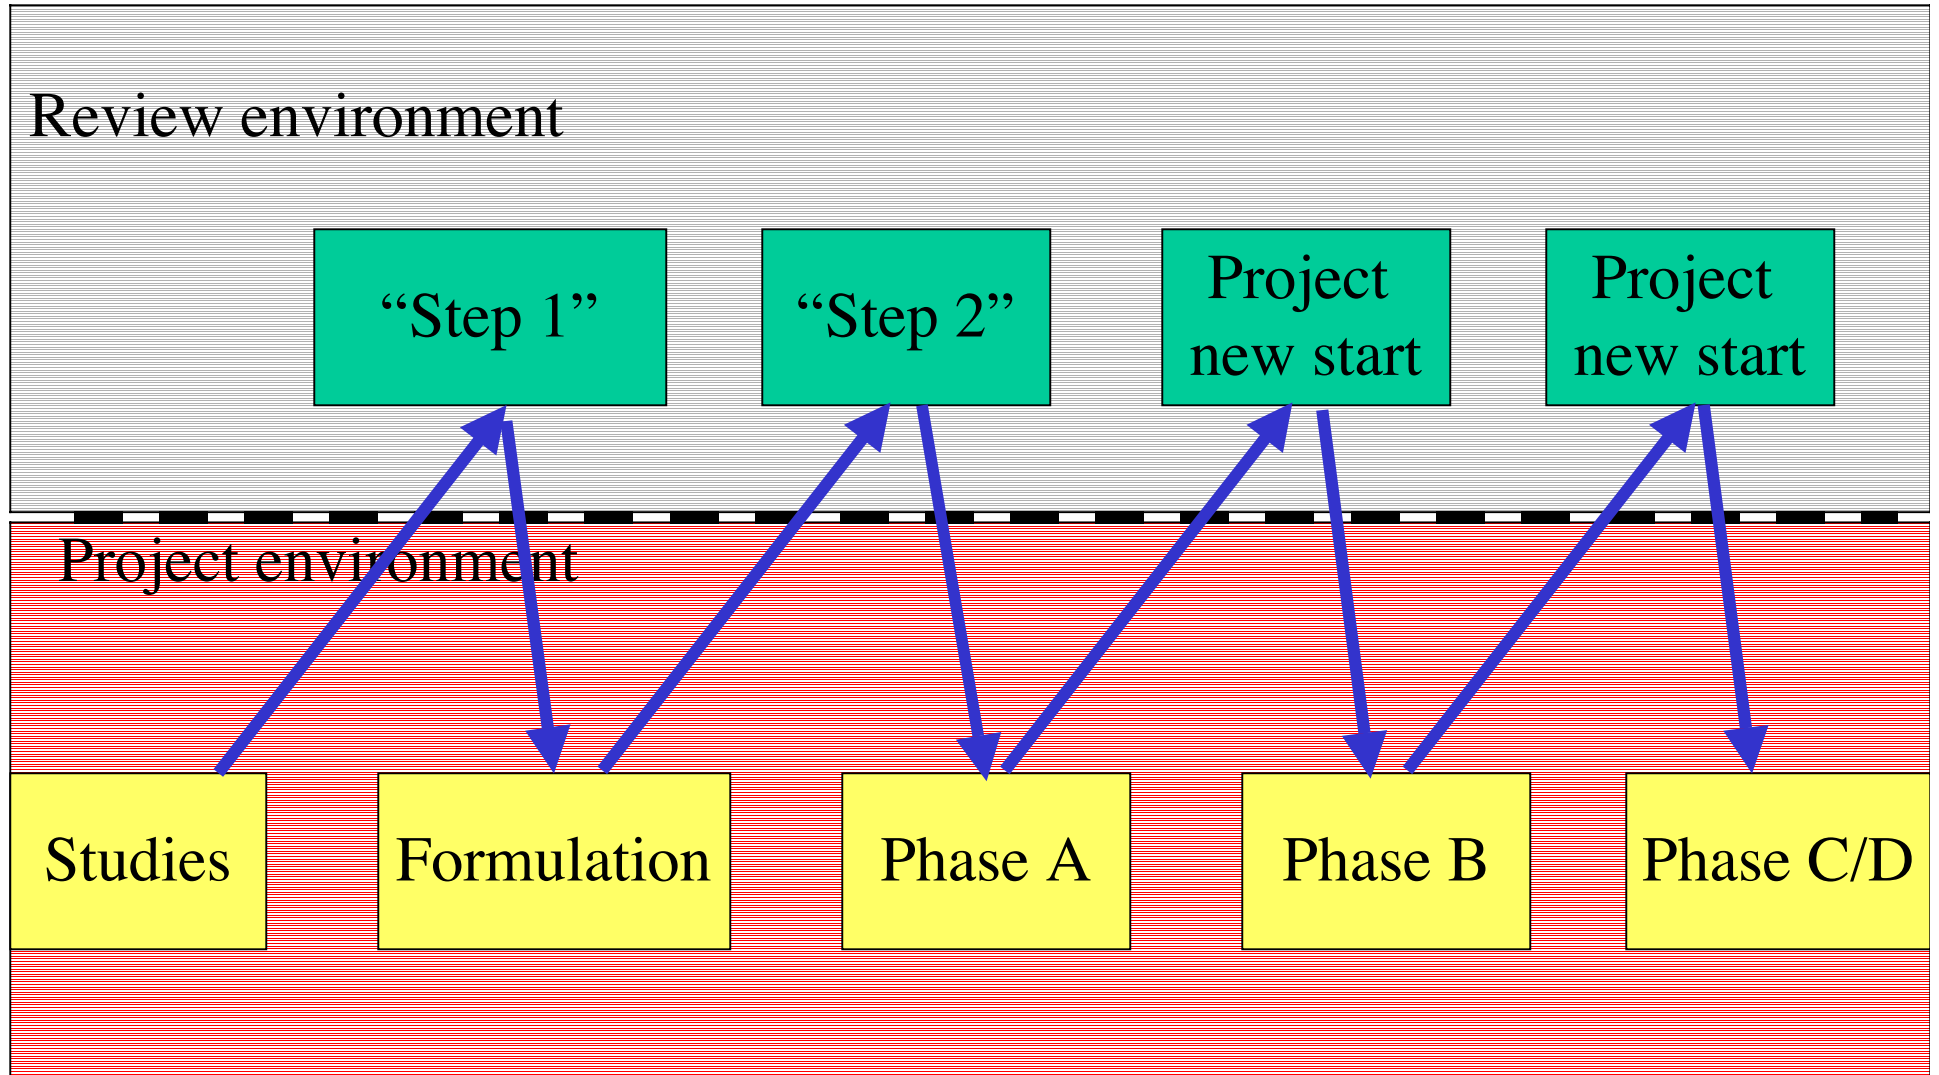 Review environment
“Step 1”
“Step 2”
Project
new start
Project
new start
Project environment
Studies
Formulation
Phase A
Phase B
Phase C/D